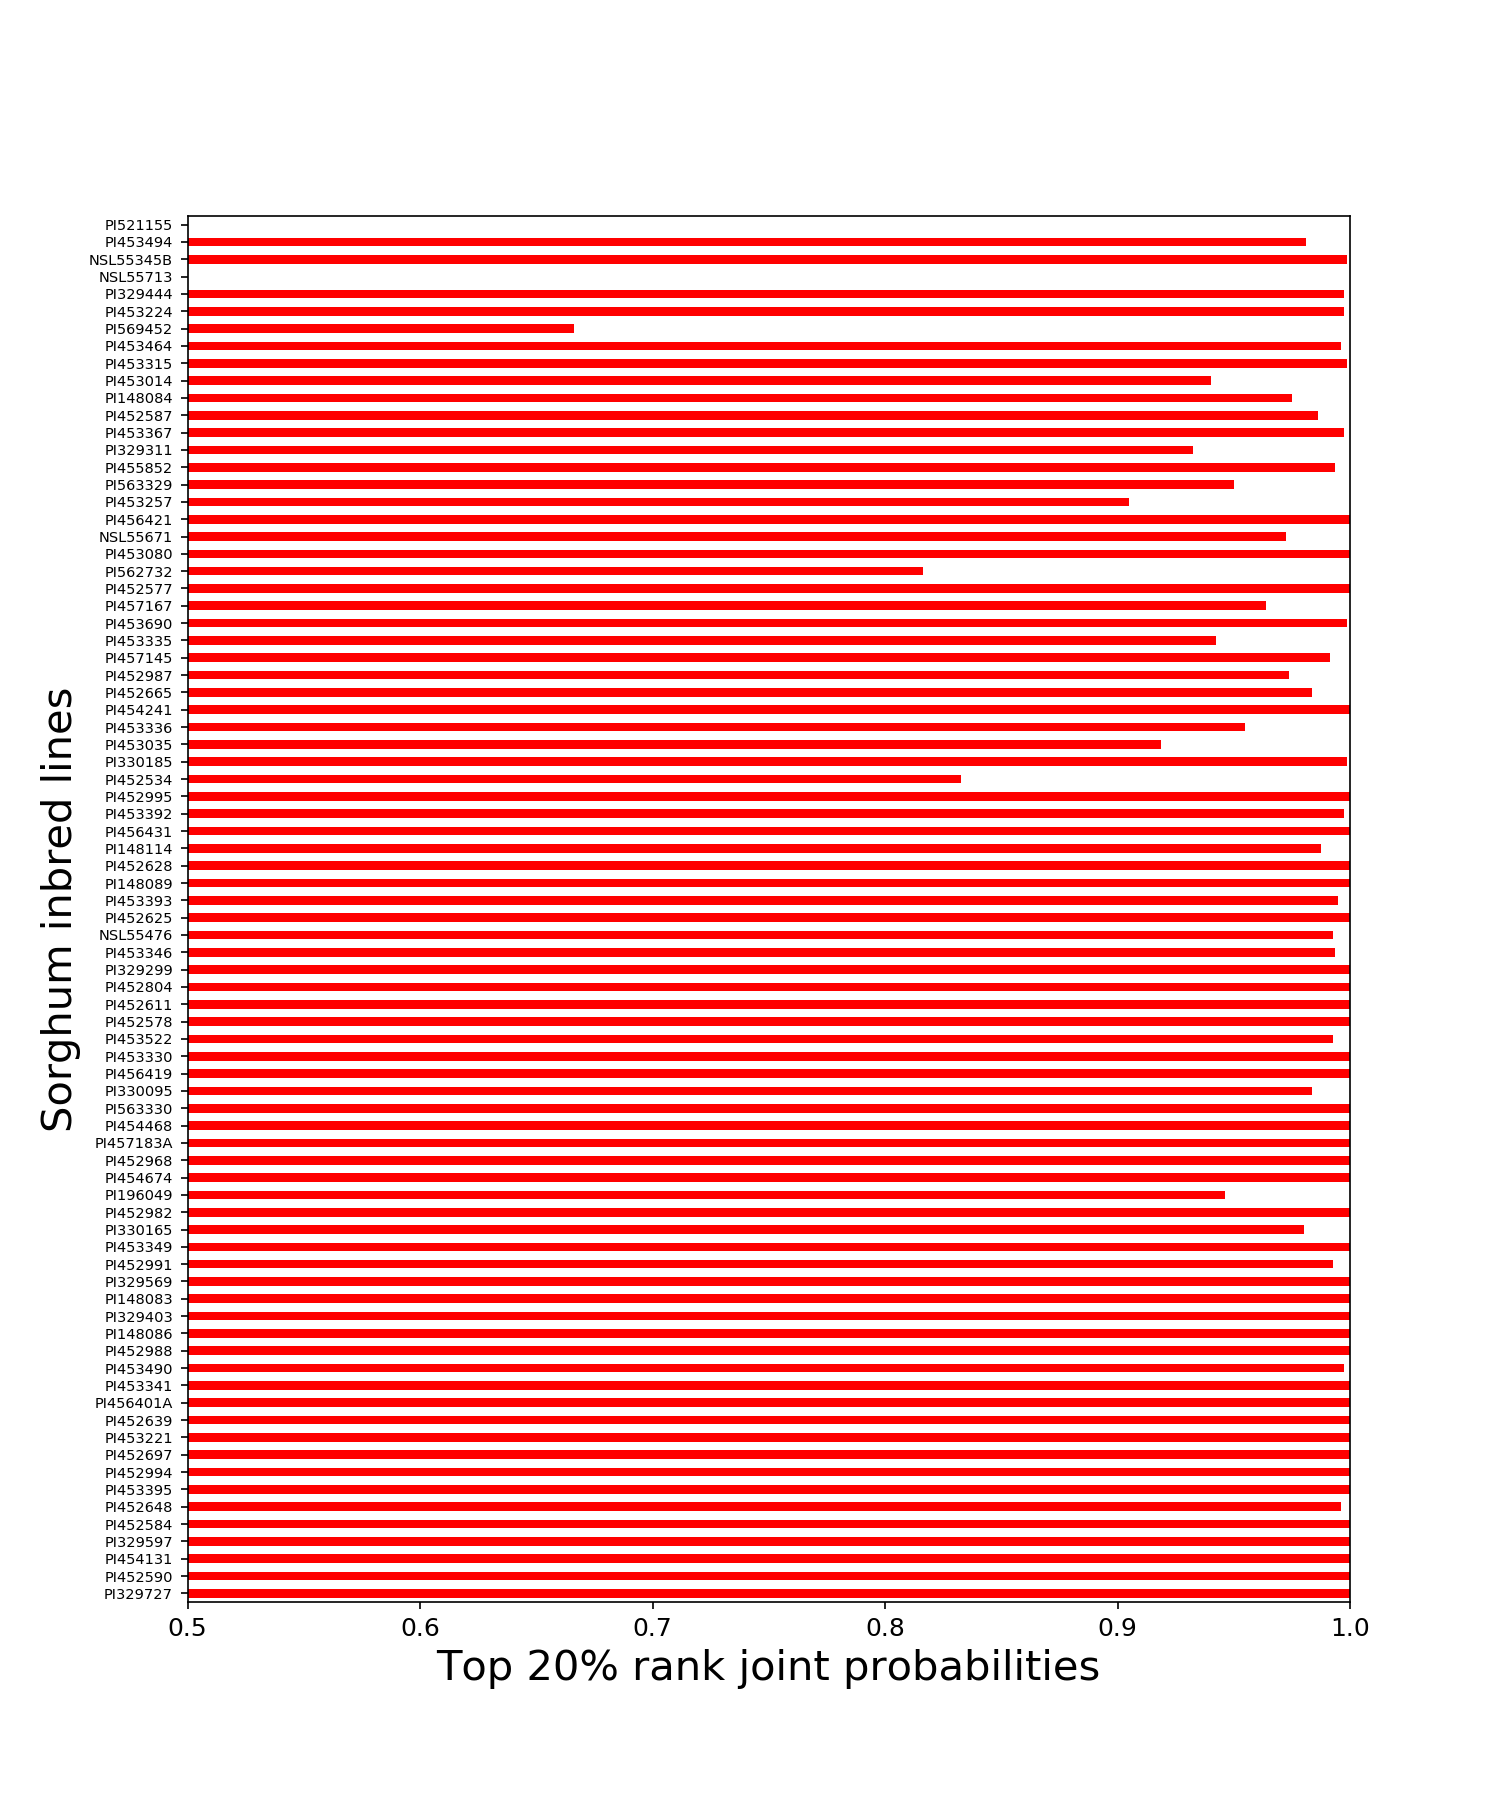 PI521155
PI453494
NSL55345B
NSL55713
PI329444
PI453224
PI569452
PI453464
PI453315
PI453014
PI148084
PI452587
PI453367
PI329311
PI455852
PI563329
PI453257
PI456421
NSL55671
PI453080
PI562732
PI452577
PI457167
PI453690
PI453335
PI457145
PI452987
PI452665
PI454241
PI453336
PI453035
PI330185
PI452534
PI452995
PI453392
PI456431
PI148114
PI452628
PI148089
PI453393
PI452625
NSL55476
PI453346
PI329299
PI452804
PI452611
PI452578
PI453522
PI453330
PI456419
PI330095
PI563330
PI454468
PI457183A
PI452968
PI454674
PI196049
PI452982
PI330165
PI453349
PI452991
PI329569
PI148083
PI329403
PI148086
PI452988
PI453490
PI453341
PI456401A
PI452639
PI453221
PI452697
PI452994
PI453395
PI452648
PI452584
PI329597
PI454131
PI452590
PI329727
Sorghum inbred lines
0.5 0.6 0.7 0.8 0.9 1.0
Top 20% rank joint probabilities